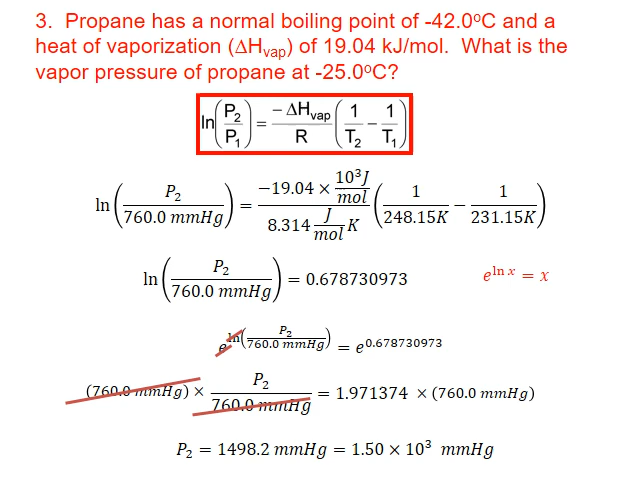 3. Propane has a normal boiling point of -42.0ºC and a
heat of vaporization (ΔHvap) of 19.04 kJ/mol. What is the
vapor pressure of propane at -25.0ºC?
ln(P₂/P₁) = −ΔHvap/R (1/T₂ − 1/T₁)
ln(P₂/760.0 mmHg) = (−19.04 × 10³J/mol)/(8.314 J/mol K) (1/248.15K − 1/231.15K)
ln(P₂/760.0 mmHg) = 0.678730973 e^(ln x) = x
e^(ln(P₂/760.0 mmHg)) = e^(0.678730973)
(760.0 mmHg) × P₂/760.0 mmHg = 1.971374 × (760.0 mmHg)
P₂ = 1498.2 mmHg = 1.50 × 10³ mmHg